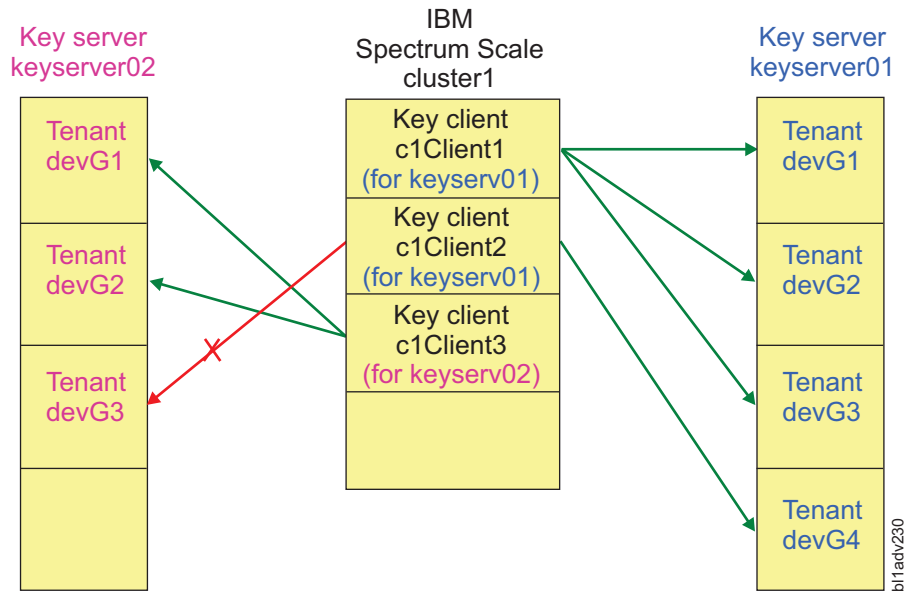 Key server
keyserver02
Tenant
devG1
Tenant
devG2
Tenant
devG3
IBM
Spectrum Scale
cluster1
Key client
c1Client1
(for keyserv01)
Key client
c1Client2
(for keyserv01)
Key client
c1Client3
(for keyserv02)
Key server
keyserver01
Tenant
devG1
Tenant
devG2
Tenant
devG3
Tenant
devG4
bl1adv230